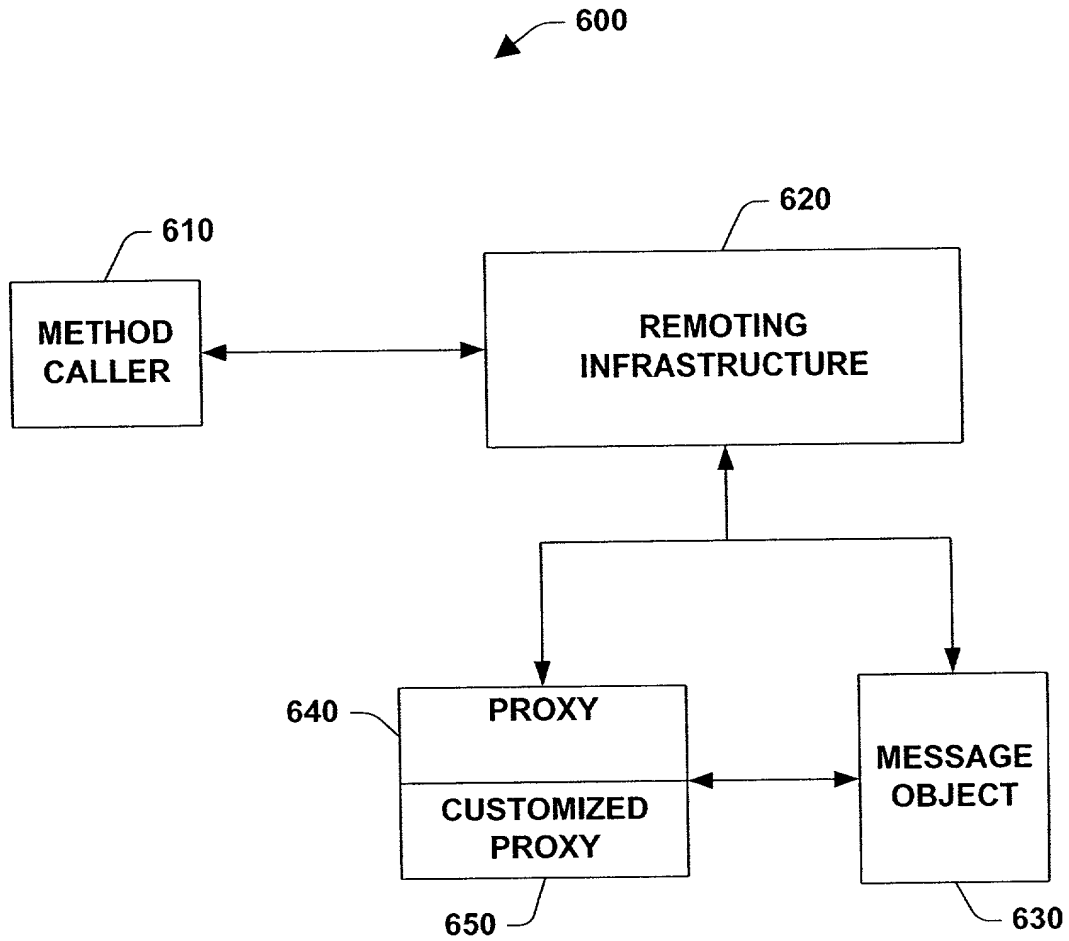 600
620
610
METHOD
CALLER
REMOTING
INFRASTRUCTURE
640
PROXY
CUSTOMIZED
PROXY
MESSAGE
OBJECT
650
630